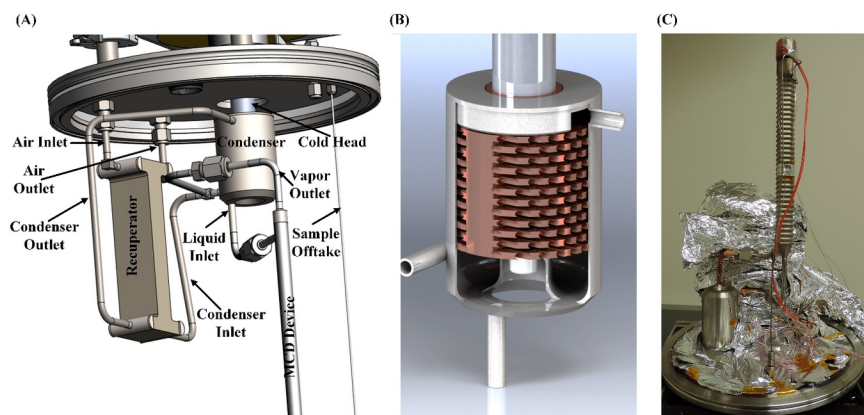 (A)
(B)
(C)
Air Inlet
Condenser
Cold Head
Air
Outlet
Vapor
Outlet
Condenser
Outlet
Recuperator
Liquid
Inlet
Sample
Offtake
Condenser
Inlet
MCD Device